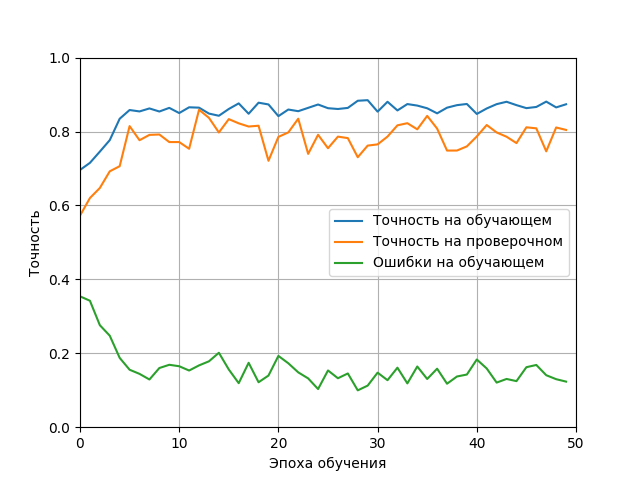 1.0
0.8
0.6
0.4
0.2
0.0
Точность
Точность на обучающем
Точность на проверочном
Ошибки на обучающем
0 10 20 30 40 50
Эпоха обучения